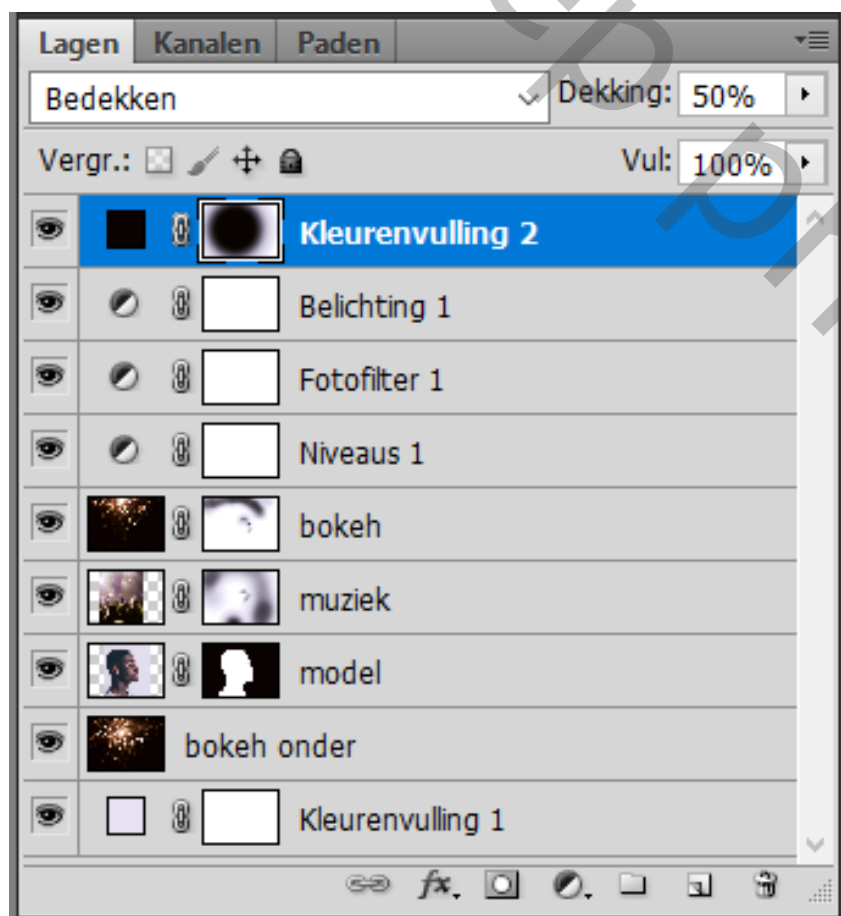 Lagen Kanalen Paden
Bedekken Dekking: 50%
Vergr.: Vul: 100%
Kleurenvulling 2
Belichting 1
Fotofilter 1
Niveaus 1
bokeh
muziek
model
bokeh onder
Kleurenvulling 1
fx.